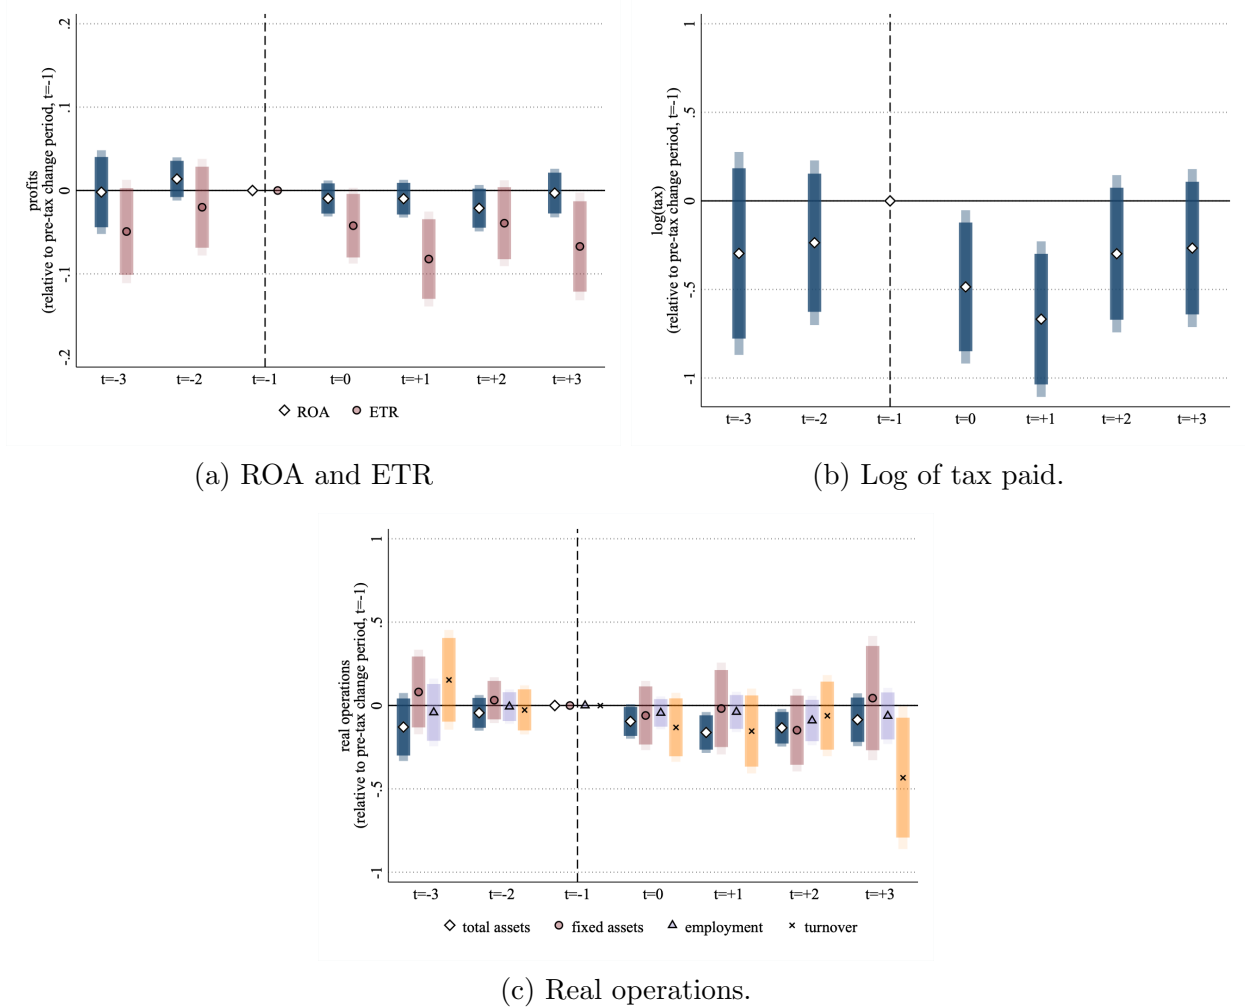 profits
(relative to pre-tax change period, t=-1)
.2
.1
0
-.1
-.2
t=-3 t=-2 t=-1 t=0 t=+1 t=+2 t=+3
ROA ETR
(a) ROA and ETR
log(tax)
(relative to pre-tax change period, t=-1)
1
.5
0
-.5
-1
t=-3 t=-2 t=-1 t=0 t=+1 t=+2 t=+3
(b) Log of tax paid.
real operations
(relative to pre-tax change period, t=-1)
1
.5
0
-.5
-1
t=-3 t=-2 t=-1 t=0 t=+1 t=+2 t=+3
total assets fixed assets employment turnover
(c) Real operations.